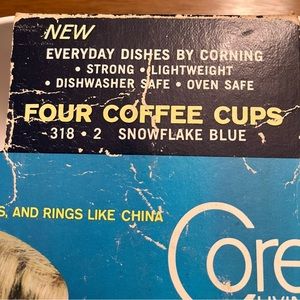 NEW
EVERYDAY DISHES BY CORNING
• STRONG • LIGHTWEIGHT
• DISHWASHER SAFE • OVEN SAFE
FOUR COFFEE CUPS
318 • 2 SNOWFLAKE BLUE
S, AND RINGS LIKE CHINA
Core
LIVIN